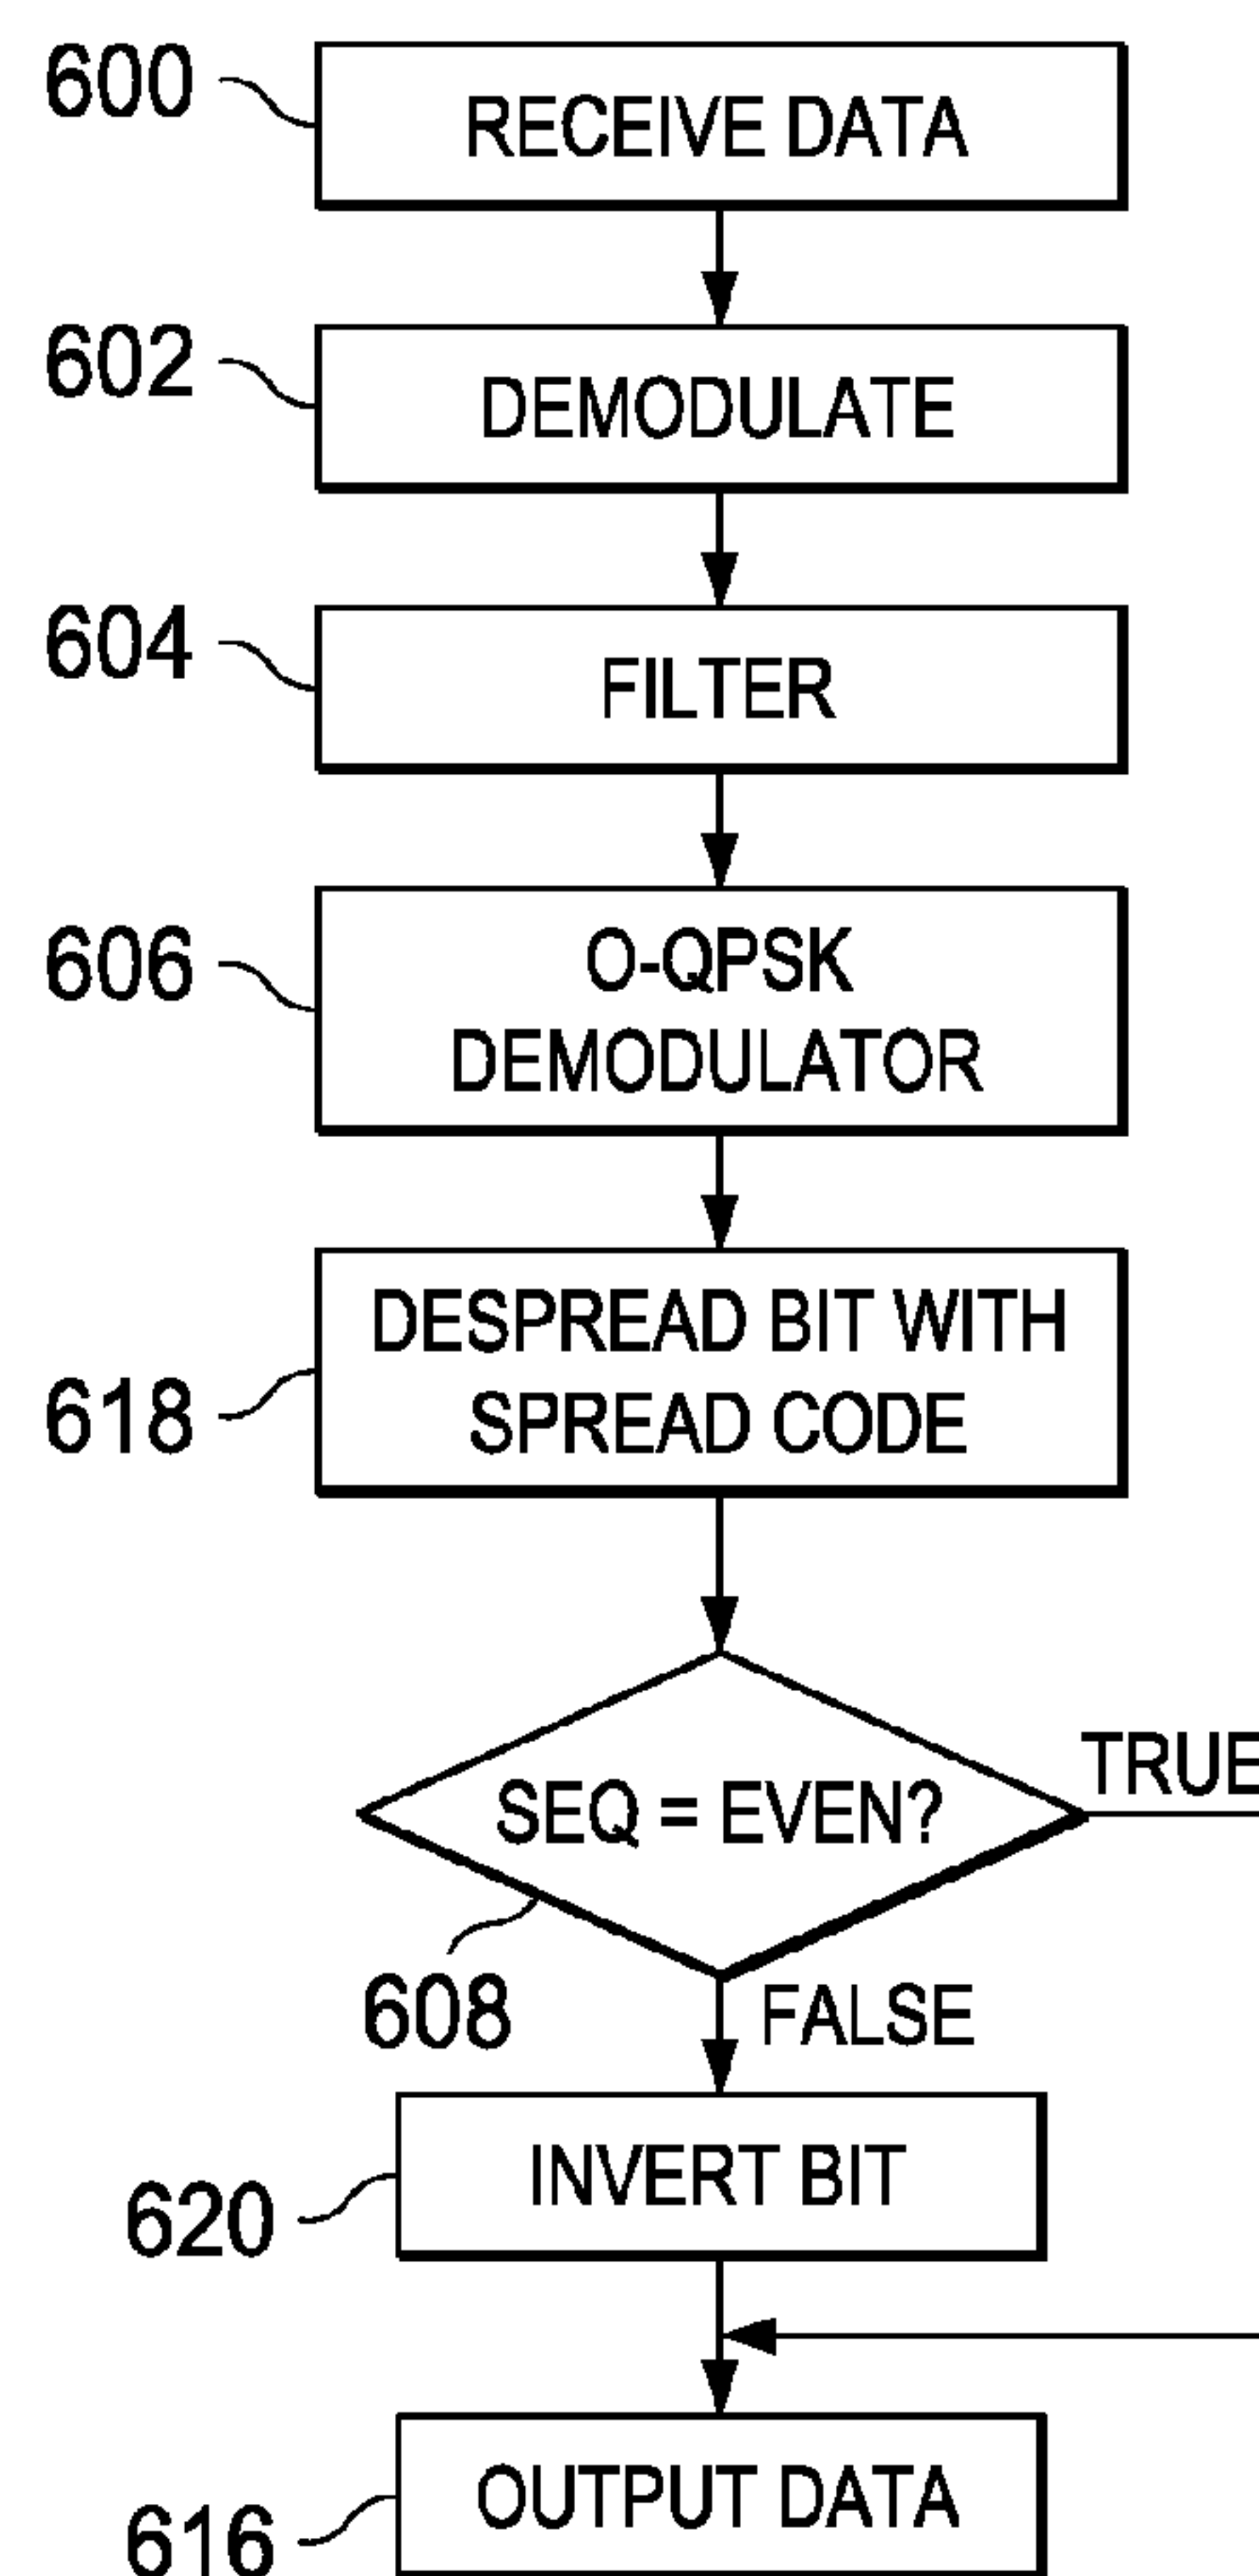 600
RECEIVE DATA
602
DEMODULATE
604
FILTER
606
O-QPSK
DEMODULATOR
618
DESPREAD BIT WITH
SPREAD CODE
TRUE
SEQ = EVEN?
608
FALSE
INVERT BIT
620
OUTPUT DATA
616